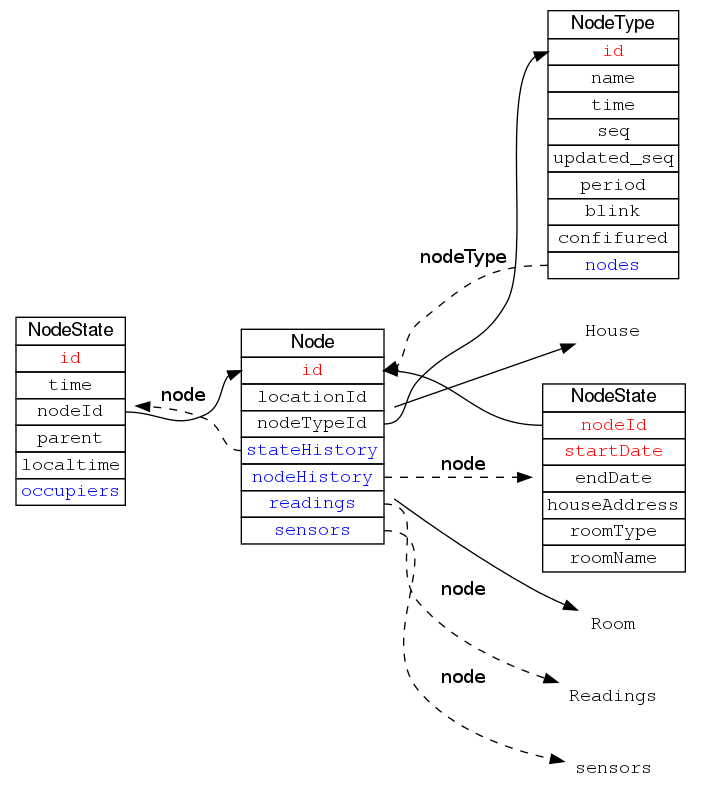 NodeType
id
name
time
seq
updated_seq
period
blink
confifured
nodes
nodeType
House
NodeState
id
time
nodeId
parent
localtime
occupiers
node
Node
id
locationId
nodeTypeId
stateHistory
nodeHistory
readings
sensors
node
NodeState
nodeId
startDate
endDate
houseAddress
roomType
roomName
node
Room
node
Readings
sensors